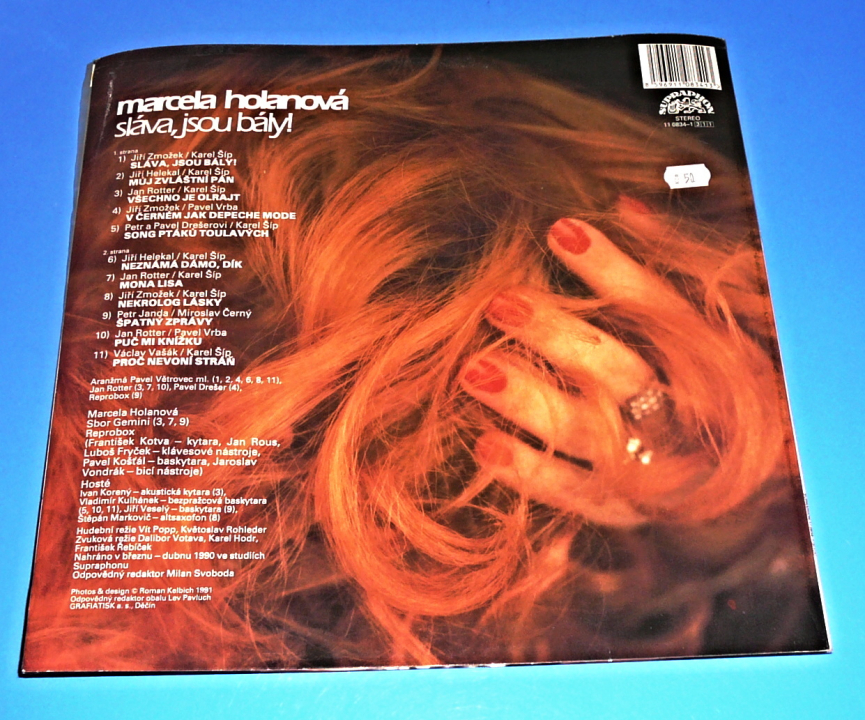 marcela holanová
sláva, jsou bály!
1. strana
1) Jiří Zmožek / Karel Šíp
SLÁVA, JSOU BÁLY!
2) Jiří Helekal / Karel Šíp
MŮJ ZVLÁŠTNÍ PÁN
3) Jan Rotter / Karel Šíp
VŠECHNO JE OLRAJT
4) Jiří Zmožek / Pavel Vrba
V ČERNÉM JAK DEPECHE MODE
5) Petr a Pavel Drešerovi / Karel Šíp
SONG PTÁKŮ TOULAVÝCH
2. strana
6) Jiří Helekal / Karel Šíp
NEZNÁMÁ DÁMO, DÍK
7) Jan Rotter / Karel Šíp
MONA LISA
8) Jiří Zmožek / Karel Šíp
NEKROLOG LÁSKY
9) Petr Janda / Miroslav Černý
ŠPATNÝ ZPRÁVY
10) Jan Rotter / Pavel Vrba
PUČ MI KNÍŽKU
11) Václav Vašák / Karel Šíp
PROČ NEVONÍ STRÁŇ
Aranžmá Pavel Větrovec ml. (1, 2, 4, 6, 8, 11),
Jan Rotter (3, 7, 10), Pavel Drešer (4),
Reprobox (9)
Marcela Holanová
Sbor Gemini (3, 7, 9)
Reprobox
(František Kotva – kytara, Jan Rous,
Luboš Fryček – klávesové nástroje,
Pavel Košťál – baskytara, Jaroslav
Vondrák – bicí nástroje)
Hosté
Ivan Korený – akustická kytara (3),
Vladimír Kulhánek – bezpražcová baskytara
(5, 10, 11), Jiří Veselý – baskytara (9),
Štěpán Markovič – altsaxofon (8)
Hudební režie Vít Popp, Květoslav Rohleder
Zvuková režie Dalibor Votava, Karel Hodr,
František Řebíček
Nahráno v březnu – dubnu 1990 ve studiích
Supraphonu
Odpovědný redaktor Milan Svoboda
Photos & design © Roman Kelbich 1991
Odpovědný redaktor obalu Lev Pavluch
GRAFIATISK a. s., Děčín
SUPRAPHON
STEREO
11 0834-1 311